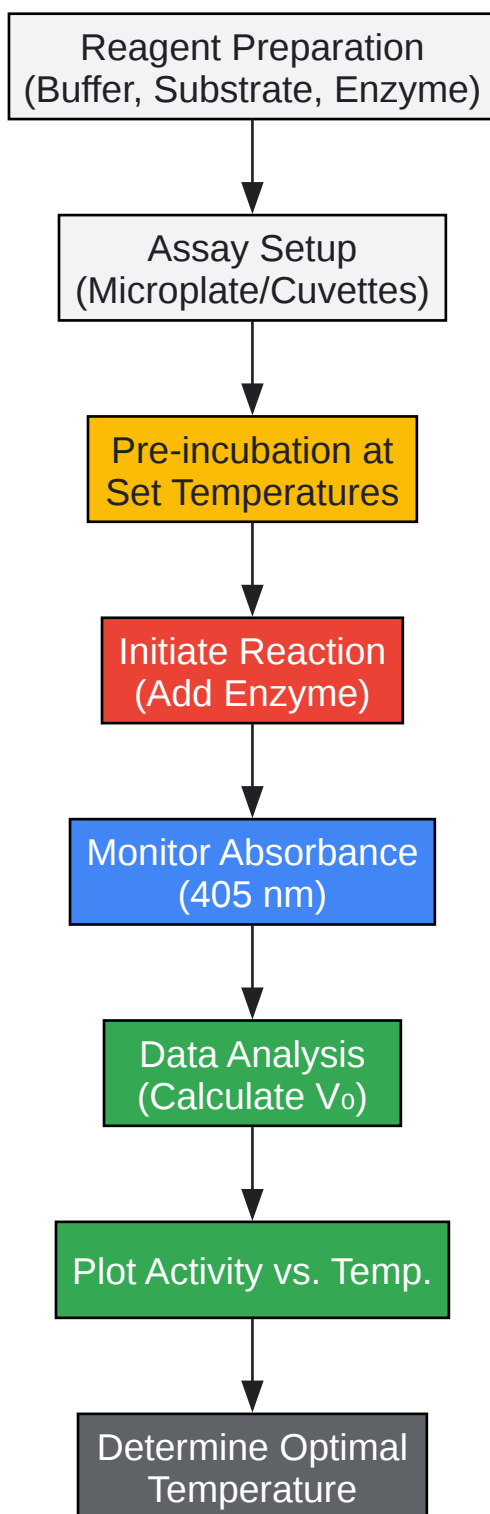 Reagent Preparation
(Buffer, Substrate, Enzyme)
Assay Setup
(Microplate/Cuvettes)
Pre-incubation at
Set Temperatures
Initiate Reaction
(Add Enzyme)
Monitor Absorbance
(405 nm)
Data Analysis
(Calculate V₀)
Plot Activity vs. Temp.
Determine Optimal
Temperature